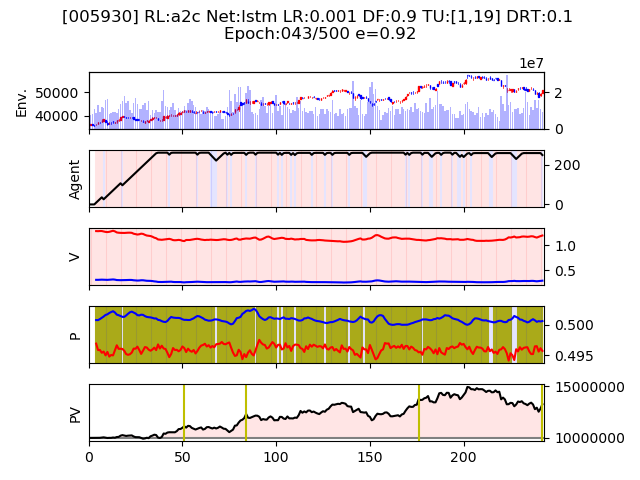 [005930] RL:a2c Net:lstm LR:0.001 DF:0.9 TU:[1,19] DRT:0.1
Epoch:043/500 e=0.92
1e7
Env.
50000
40000
2
0
Agent
200
0
V
1.0
0.5
P
0.500
0.495
PV
15000000
10000000
0 50 100 150 200